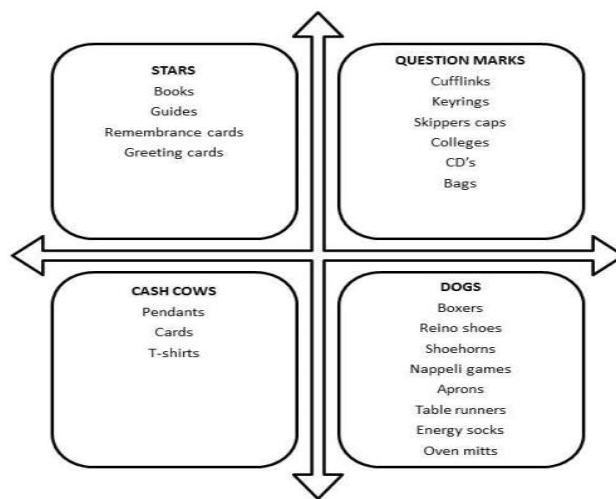 STARS
Books
Guides
Remembrance cards
Greeting cards
QUESTION MARKS
Cufflinks
Keyrings
Skippers caps
Colleges
CD's
Bags
CASH COWS
Pendants
Cards
T-shirts
DOGS
Boxers
Reino shoes
Shoehorns
Nappeli games
Aprons
Table runners
Energy socks
Oven mitts